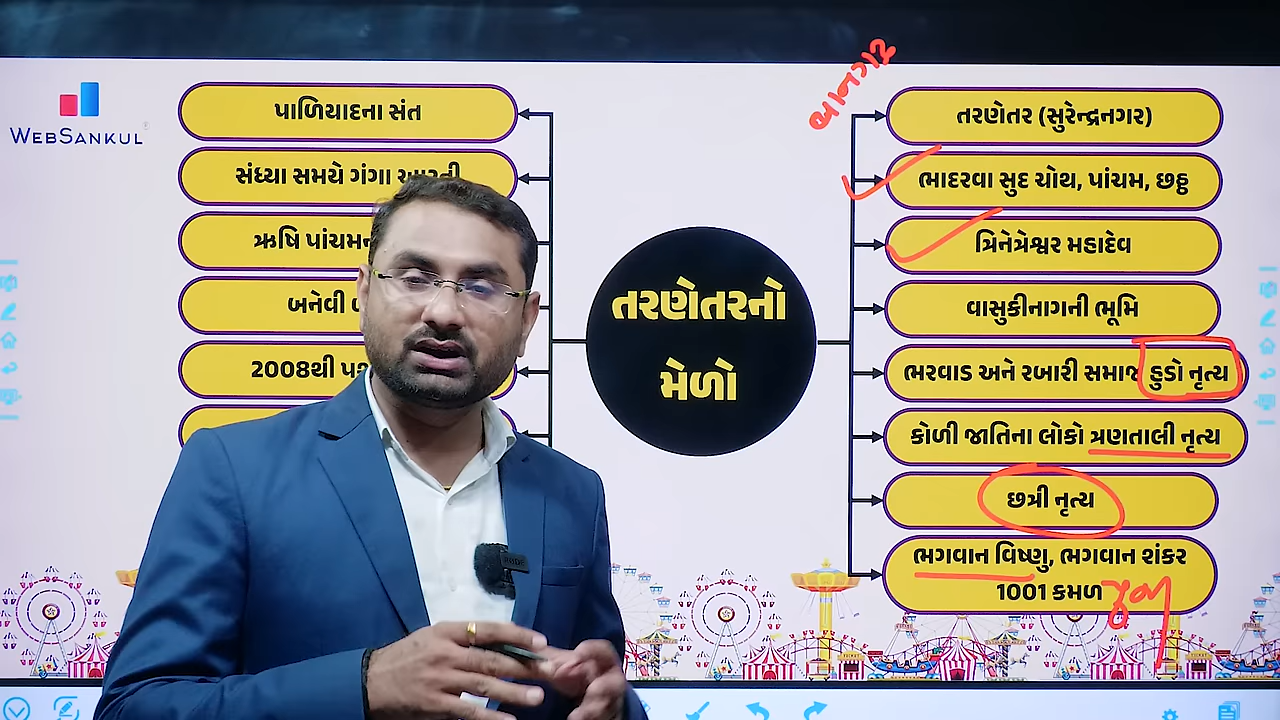 WEBSANKUL
પાળિયાદના સંત
સંધ્યા સમયે ગંગા આરતી
ઋષિ પાંચમ
બનેવી
2008થી
તરણેતરનો
મેળો
થાનગઢ
તરણેતર (સુરેન્દ્રનગર)
ભાદરવા સુદ ચોથ, પાંચમ, છઠ્ઠ
ત્રિનેત્રેશ્વર મહાદેવ
વાસુકીનાગની ભૂમિ
ભરવાડ અને રબારી સમાજ હુડો નૃત્ય
કોળી જાતિના લોકો ત્રણતાલી નૃત્ય
છત્રી નૃત્ય
ભગવાન વિષ્ણુ, ભગવાન શંકર
1001 કમળ